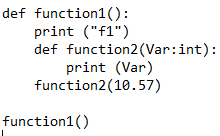 def function1():
    print ("f1")
    def function2(Var:int):
        print (Var)
    function2(10.57)

function1()